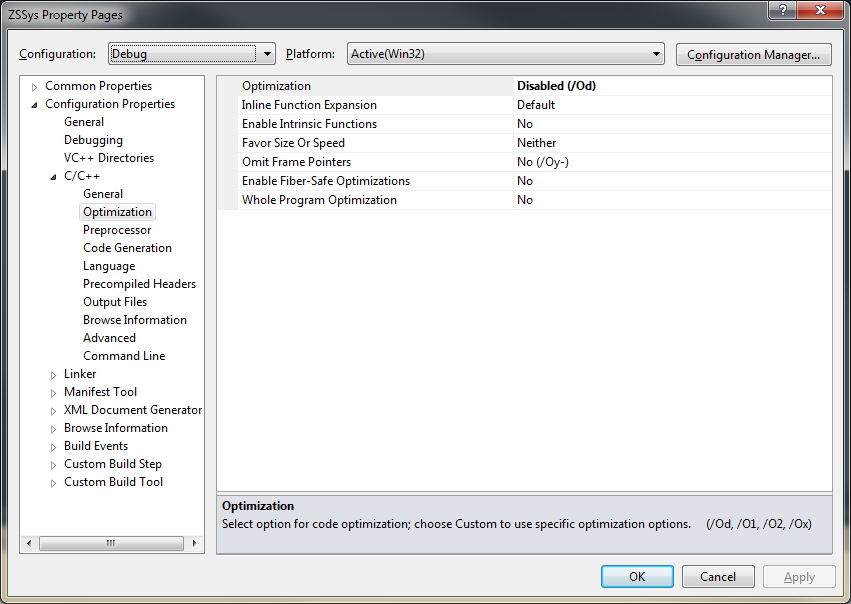 ZSSys Property Pages
Configuration: Debug Platform: Active(Win32) Configuration Manager...
Common Properties
Configuration Properties
General
Debugging
VC++ Directories
C/C++
General
Optimization
Preprocessor
Code Generation
Language
Precompiled Headers
Output Files
Browse Information
Advanced
Command Line
Linker
Manifest Tool
XML Document Generator
Browse Information
Build Events
Custom Build Step
Custom Build Tool
Optimization Disabled (/Od)
Inline Function Expansion Default
Enable Intrinsic Functions No
Favor Size Or Speed Neither
Omit Frame Pointers No (/Oy-)
Enable Fiber-Safe Optimizations No
Whole Program Optimization No
Optimization
Select option for code optimization; choose Custom to use specific optimization options. (/Od, /O1, /O2, /Ox)
OK Cancel Apply